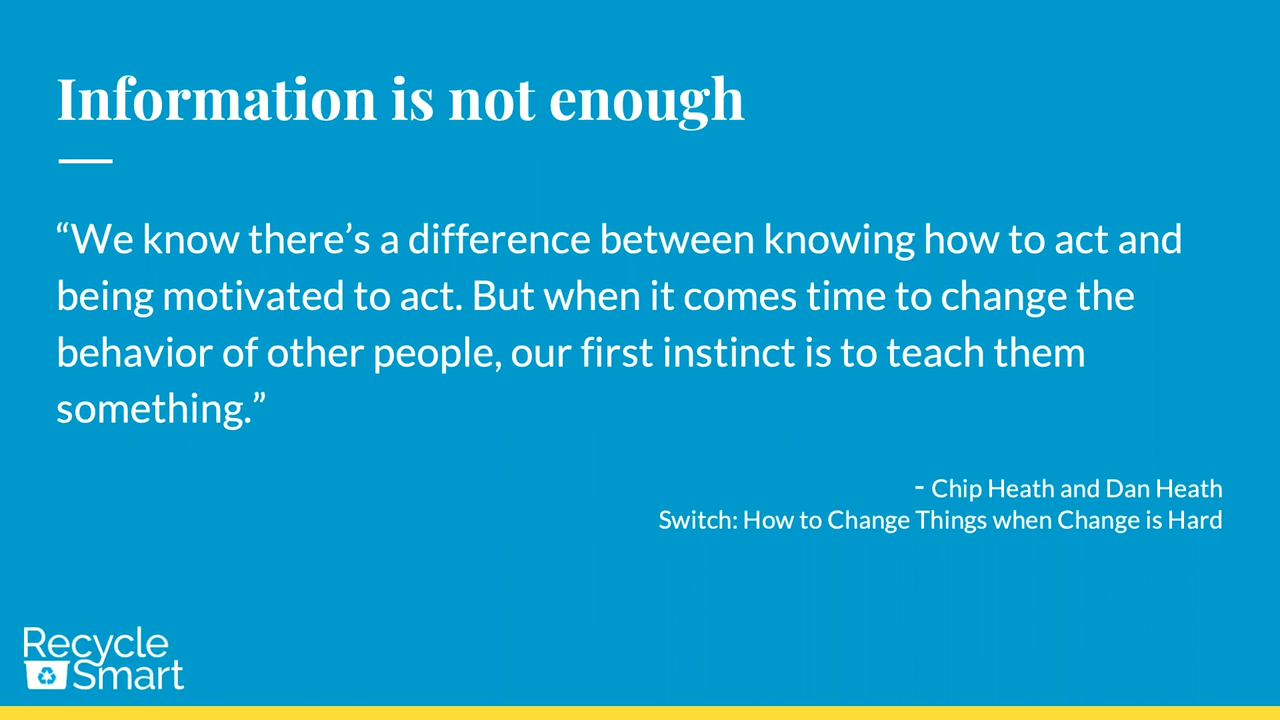 Information is not enough
“We know there’s a difference between knowing how to act and
being motivated to act. But when it comes time to change the
behavior of other people, our first instinct is to teach them
something.”
- Chip Heath and Dan Heath
Switch: How to Change Things when Change is Hard
Recycle
Smart